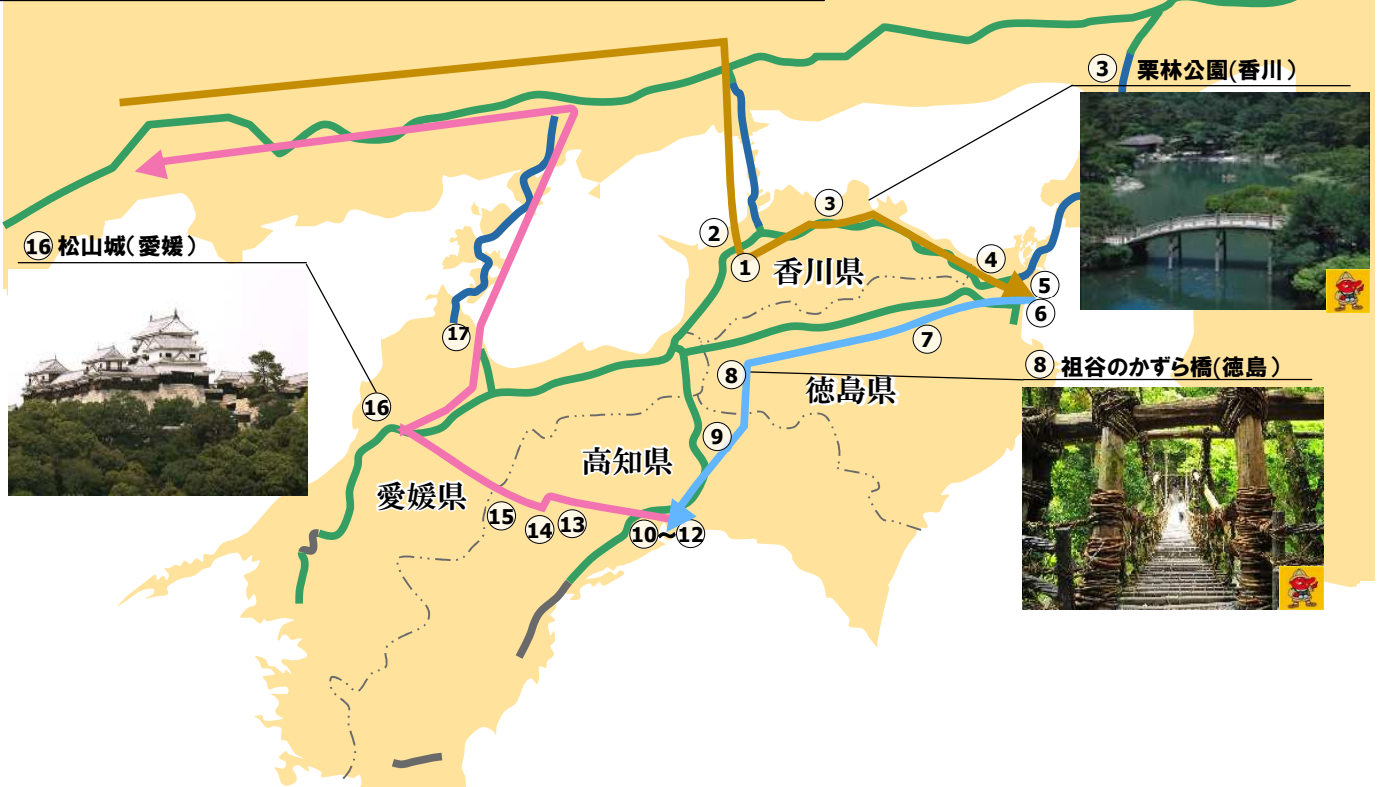 ③ 栗林公園(香川)
⑯ 松山城(愛媛)
② ③
① 香川県 ④
⑤
⑥
⑰ ⑦
⑧ 祖谷のかずら橋(徳島)
⑧ 徳島県
⑯
⑨
高知県
愛媛県
⑮ ⑭ ⑬ ⑩~⑫